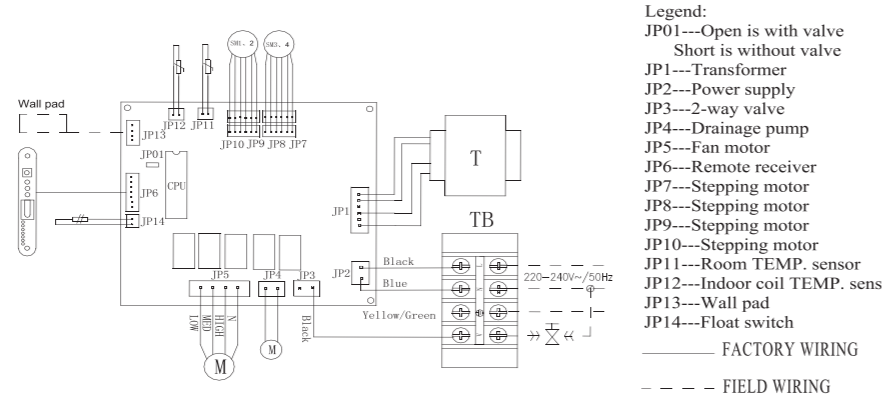 SM1、2
SM3、4
Wall pad
JP12
JP11
JP13
JP10
JP9
JP8
JP7
JP01
CPU
JP6
JP14
JP1
T
TB
JP5
JP4
JP3
JP2
Black
Blue
Yellow/Green
Black
220-240V~/50Hz
LOW
MED
HIGH
N
M
M
Legend:
JP01---Open is with valve
Short is without valve
JP1---Transformer
JP2---Power supply
JP3---2-way valve
JP4---Drainage pump
JP5---Fan motor
JP6---Remote receiver
JP7---Stepping motor
JP8---Stepping motor
JP9---Stepping motor
JP10---Stepping motor
JP11---Room TEMP. sensor
JP12---Indoor coil TEMP. sens
JP13---Wall pad
JP14---Float switch
FACTORY WIRING
FIELD WIRING